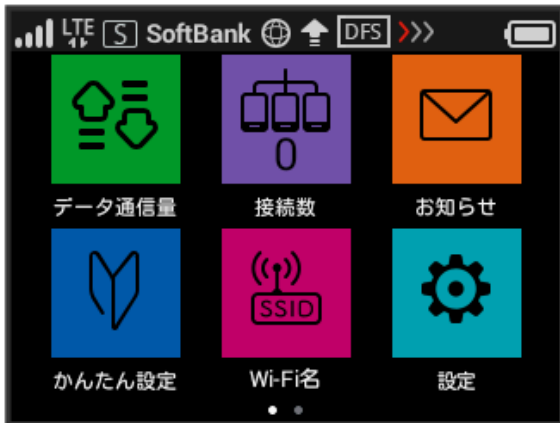 LTE S SoftBank DFS
0
データ通信量 接続数 お知らせ
SSID
かんたん設定 Wi-Fi名 設定